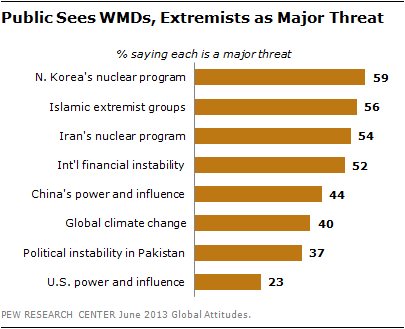 Public Sees WMDs, Extremists as Major Threat
% saying each is a major threat
N. Korea's nuclear program 59
Islamic extremist groups 56
Iran's nuclear program 54
Int'l financial instability 52
China's power and influence 44
Global climate change 40
Political instability in Pakistan 37
U.S. power and influence 23
PEW RESEARCH CENTER June 2013 Global Attitudes.